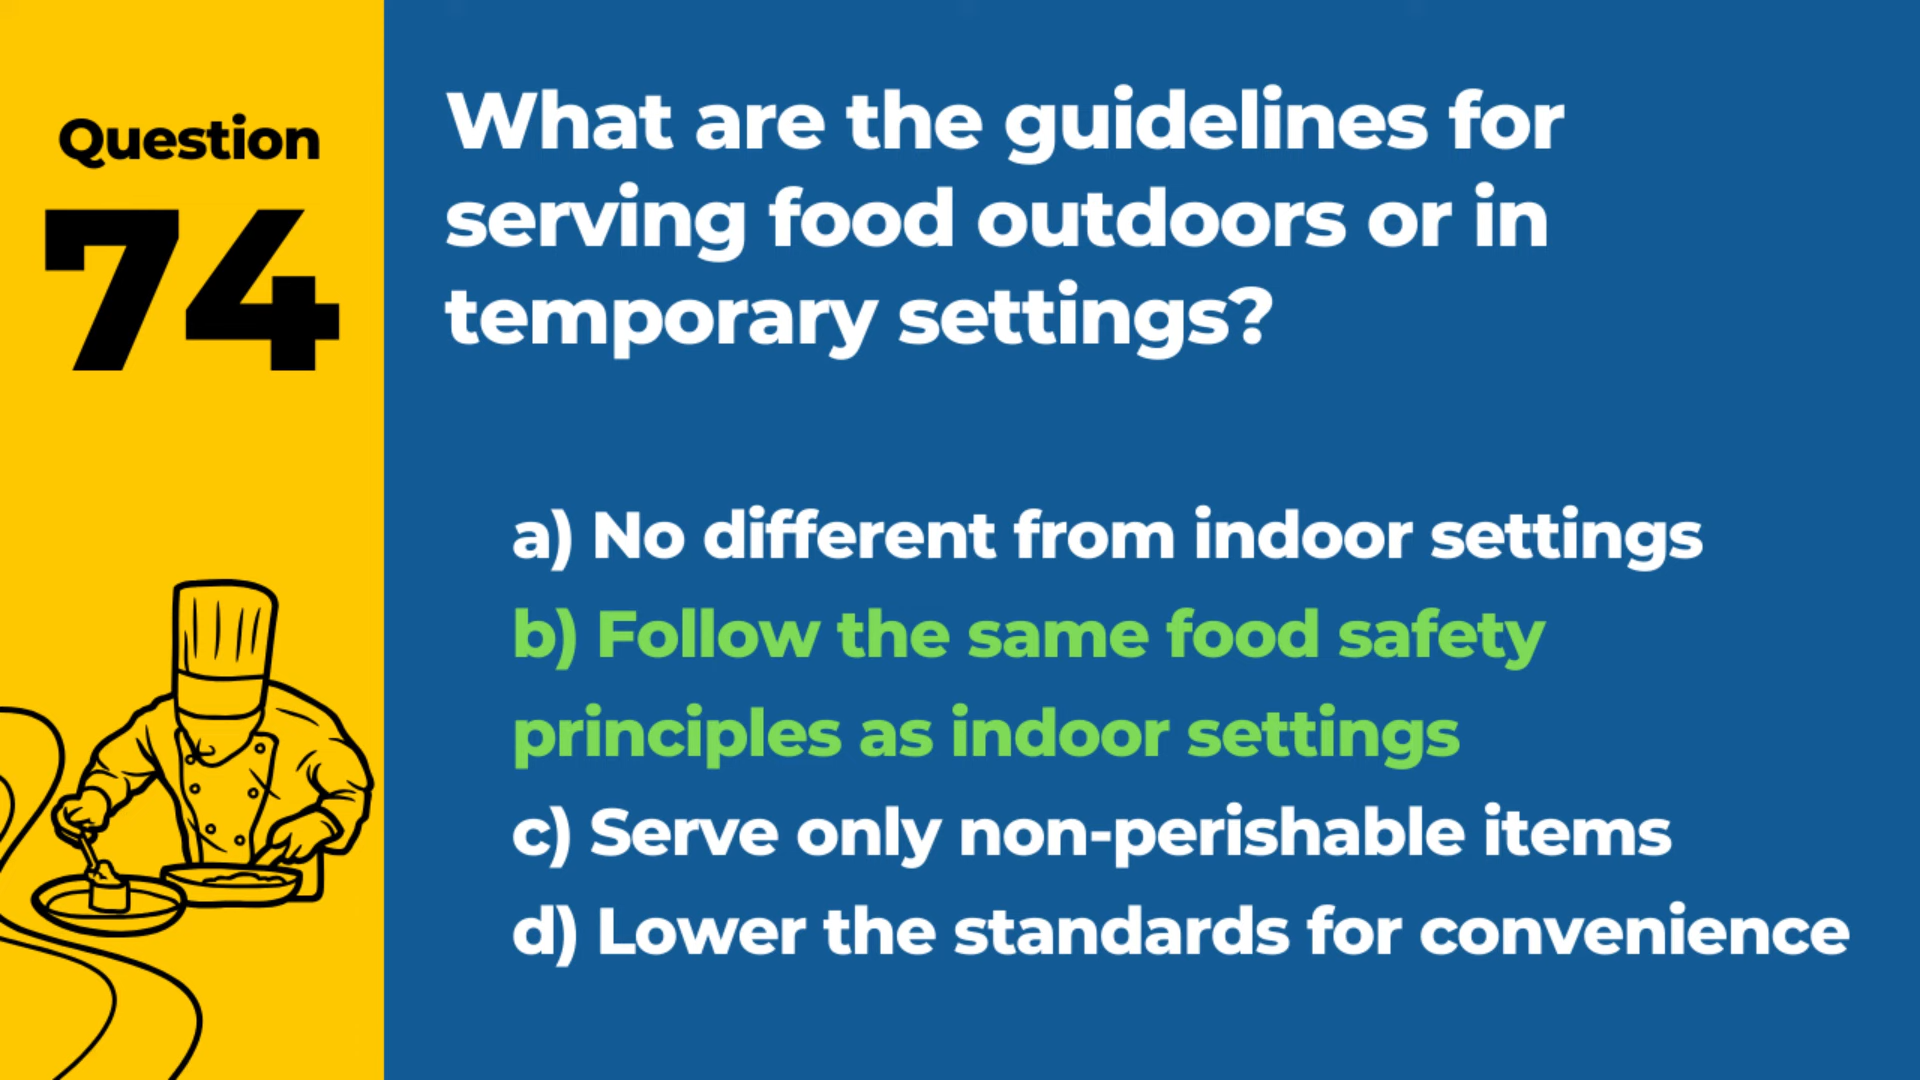 Question
74
What are the guidelines for
serving food outdoors or in
temporary settings?
a) No different from indoor settings
b) Follow the same food safety
principles as indoor settings
c) Serve only non-perishable items
d) Lower the standards for convenience